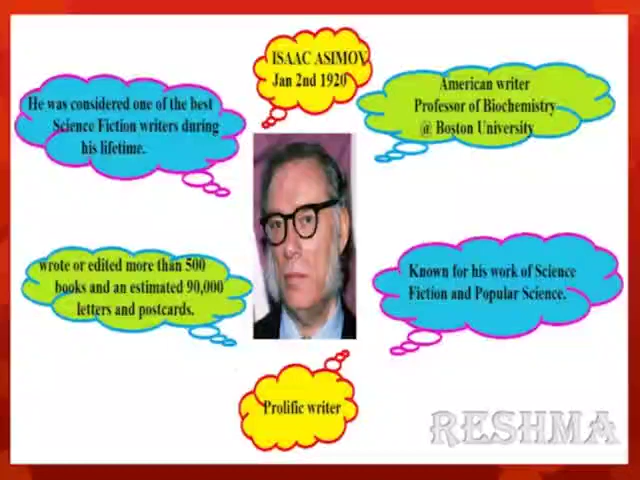 ISAAC ASIMOV
Jan 2nd 1920
American writer
Professor of Biochemistry
@ Boston University
He was considered one of the best
Science Fiction writers during
his lifetime.
wrote or edited more than 500
books and an estimated 90,000
letters and postcards.
Known for his work of Science
Fiction and Popular Science.
Prolific writer
RESHMA